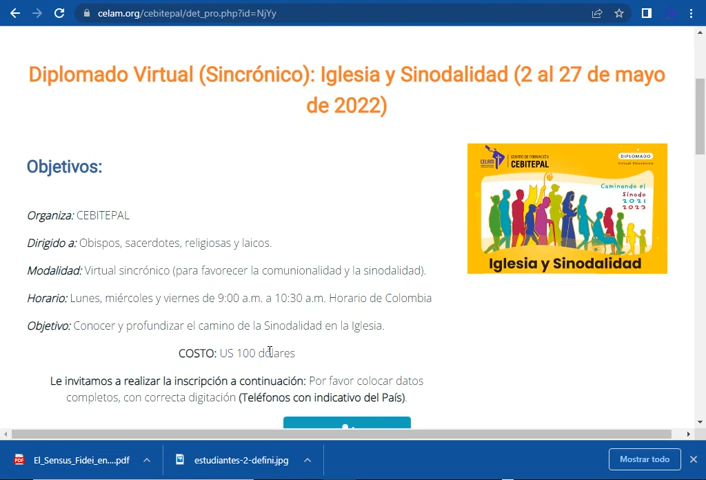 celam.org/cebitepal/det_pro.php?id=NjYy
Diplomado Virtual (Sincrónico): Iglesia y Sinodalidad (2 al 27 de mayo
de 2022)
Objetivos:
Organiza: CEBITEPAL
Dirigido a: Obispos, sacerdotes, religiosas y laicos.
Modalidad: Virtual sincrónico (para favorecer la comunionalidad y la sinodalidad).
Horario: Lunes, miércoles y viernes de 9:00 a.m. a 10:30 a.m. Horario de Colombia
Objetivo: Conocer y profundizar el camino de la Sinodalidad en la Iglesia.
COSTO: US 100 dólares
Le invitamos a realizar la inscripción a continuación: Por favor colocar datos
completos, con correcta digitación (Teléfonos con indicativo del País).
CELAM
CENTRO DE FORMACIÓN
CEBITEPAL
DIPLOMADO
Caminando al
Sínodo
2021
2023
Iglesia y Sinodalidad
PDF
El_Sensus_Fidei_en....pdf
estudiantes-2-defini.jpg
Mostrar todo